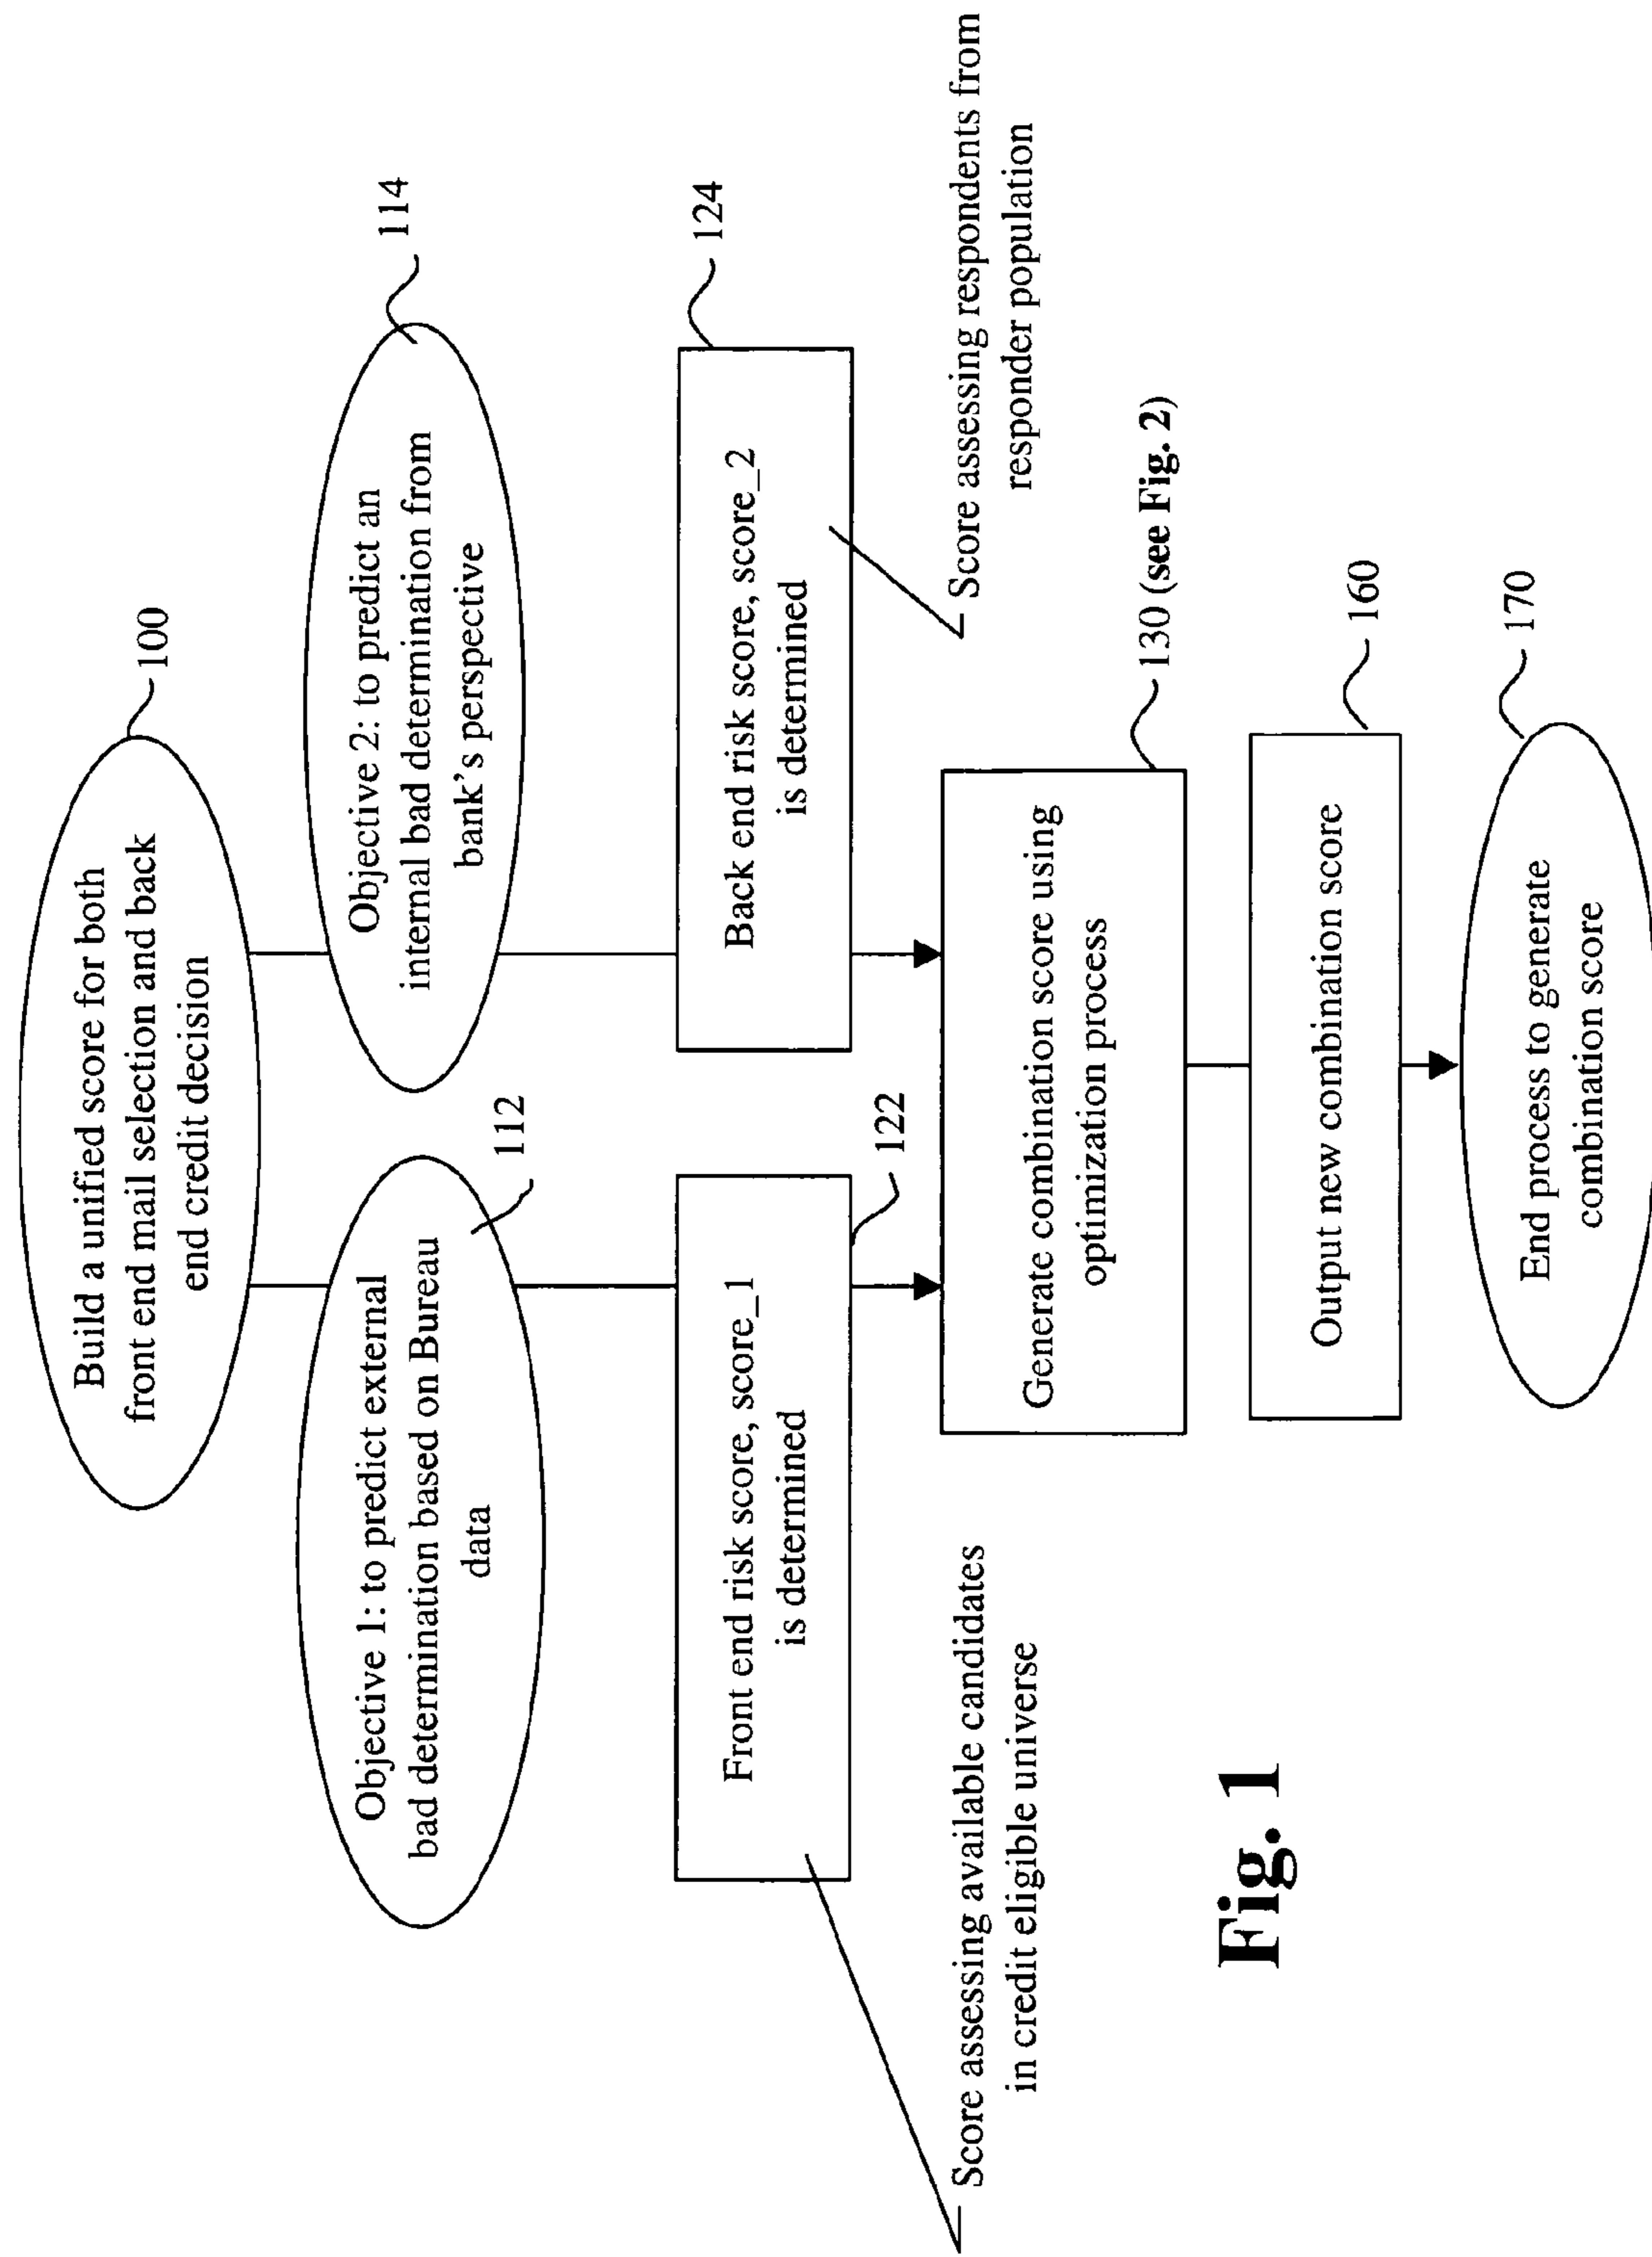 Build a unified score for both
front end mail selection and back
end credit decision
100
Objective 1: to predict external
bad determination based on Bureau
data
112
Objective 2: to predict an
internal bad determination from
bank's perspective
114
Front end risk score, score_1
is determined
122
Back end risk score, score_2
is determined
124
Score assessing available candidates
in credit eligible universe
Score assessing respondents from
responder population
Generate combination score using
optimization process
130 (see Fig. 2)
Output new combination score
160
End process to generate
combination score
170
Fig. 1